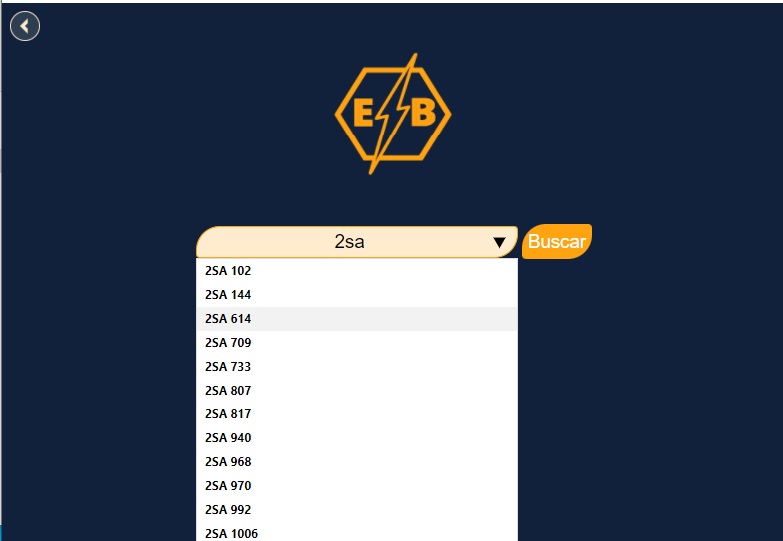 E B
2sa
Buscar
2SA 102
2SA 144
2SA 614
2SA 709
2SA 733
2SA 807
2SA 817
2SA 940
2SA 968
2SA 970
2SA 992
2SA 1006